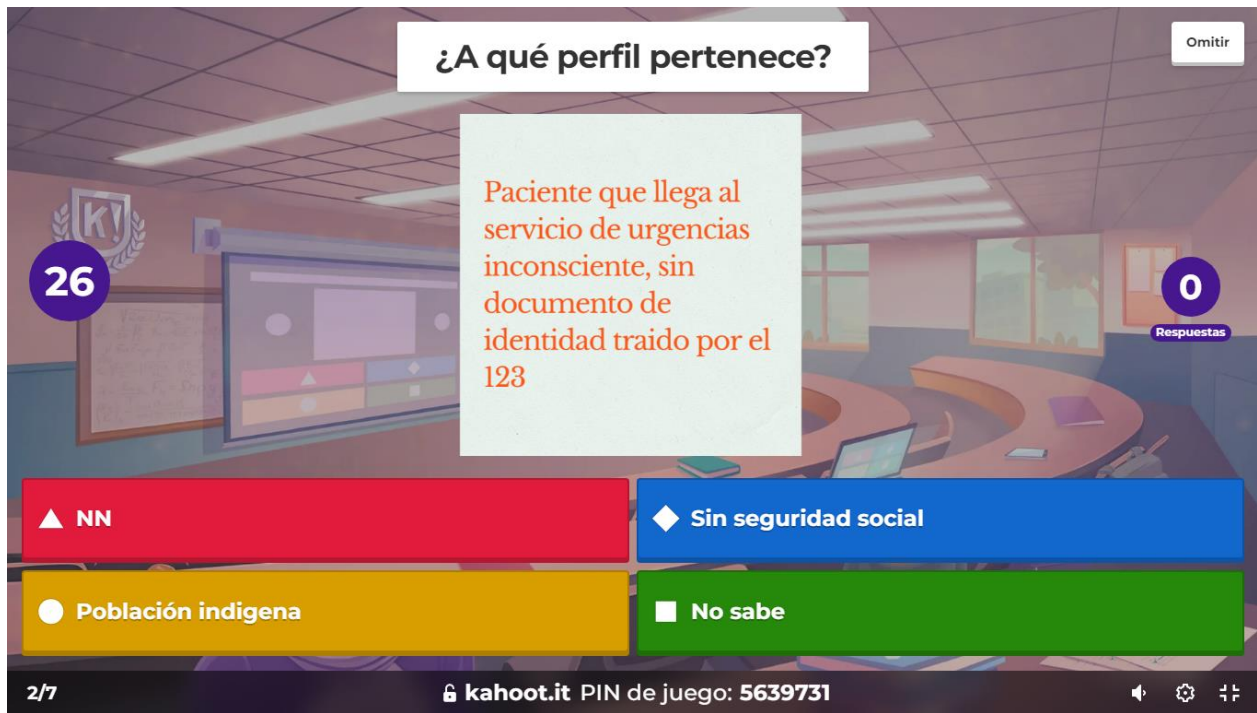 ¿A qué perfil pertenece?
Omitir
Paciente que llega al
servicio de urgencias
inconsciente, sin
documento de
identidad traido por el
123
K!
26
0
Respuestas
NN
Sin seguridad social
Población indigena
No sabe
2/7
kahoot.it PIN de juego: 5639731